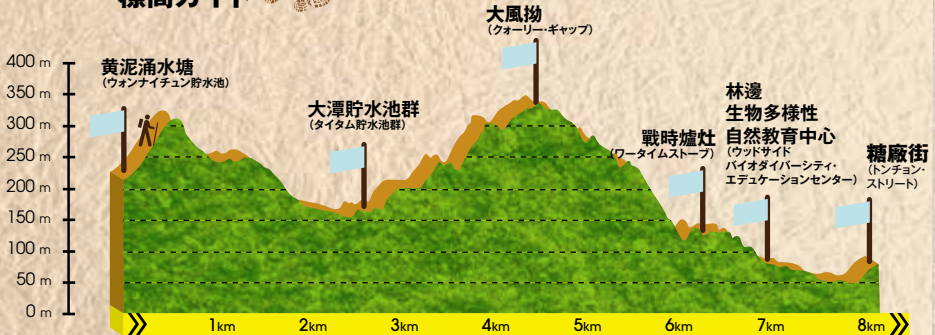 標高ガイド
大風拗
（クォーリー・ギャップ）
黄泥涌水塘
（ウォンナイチュン貯水池）
大潭貯水池群
（タイタム貯水池群）
戰時爐灶
（ワータイムストーブ）
林邊
生物多様性
自然教育中心
（ウッドサイド
バイオダイバーシティ・
エデュケーションセンター）
糖廠街
（トンチョン・
ストリート）
400 m
350 m
300 m
250 m
200 m
150 m
100 m
50 m
0 m
1km
2km
3km
4km
5km
6km
7km
8km